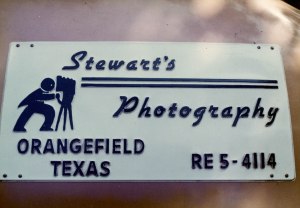 Stewart's
Photography
ORANGEFIELD
TEXAS
RE 5-4114